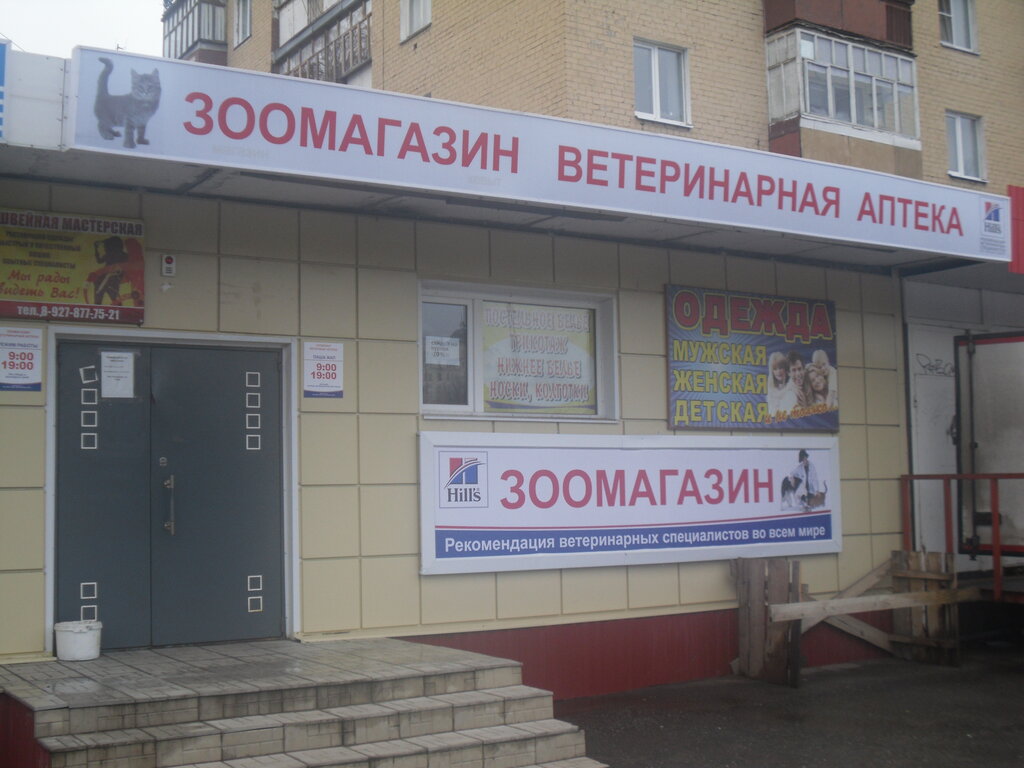 ЗООМАГАЗИН ВЕТЕРИНАРНАЯ АПТЕКА
Hill's
ШВЕЙНАЯ МАСТЕРСКАЯ
Мы рады
видеть Вас!
тел. 8-927-877-75-21
9:00
19:00
9:00
19:00
ПОСТЕЛЬНОЕ БЕЛЬЕ
ТРИКОТАЖ
НИЖНЕЕ БЕЛЬЕ
НОСКИ, КОЛГОТКИ
ОДЕЖДА
МУЖСКАЯ
ЖЕНСКАЯ
ДЕТСКАЯ
Hill's
ЗООМАГАЗИН
Рекомендация ветеринарных специалистов во всем мире